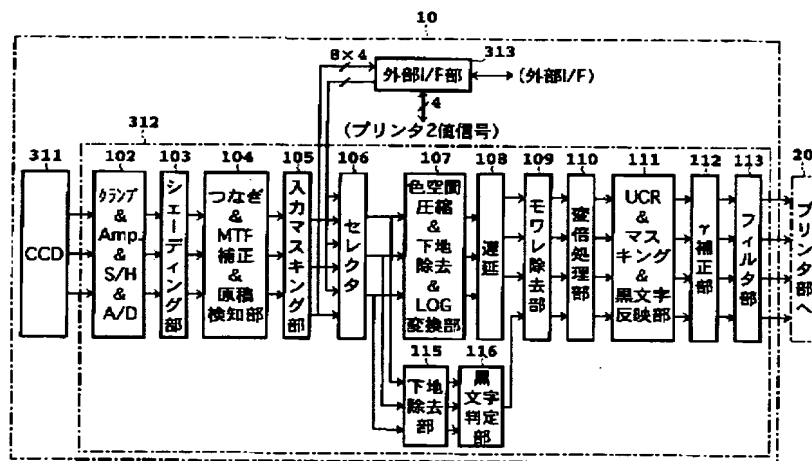 10
8×4
313
外部I/F部
(外部I/F)
4
(プリンタ2値信号)
312
311
CCD
102
クランプ
&
Amp.
&
S/H
&
A/D
103
シェーディング部
104
つなぎ
&
MTF
補正
&
原稿
検知部
105
入力マスキング部
106
セレクタ
107
色空間
圧縮
&
下地
除去
&
LOG
変換部
108
遅延
109
モワレ除去部
110
変倍処理部
111
UCR
&
マス
キング
&
黒文字
反映部
112
γ補正部
113
フィルタ部
20
プリンタ部へ
115
下地
除去部
116
黒
文字
判定
部